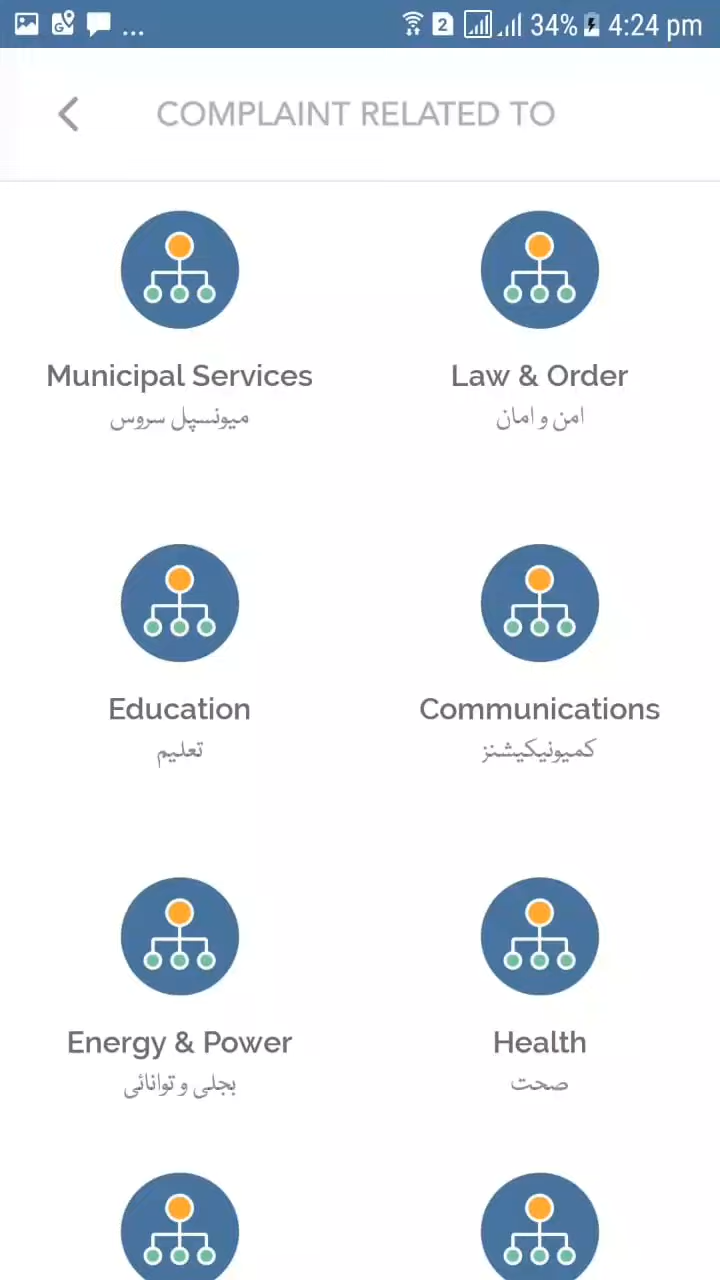 ... 2 34% 4:24 pm
COMPLAINT RELATED TO
Municipal Services
میونسپل سروس
Law & Order
امن و امان
Education
تعلیم
Communications
کمیونیکیشنز
Energy & Power
بجلی و توانائی
Health
صحت